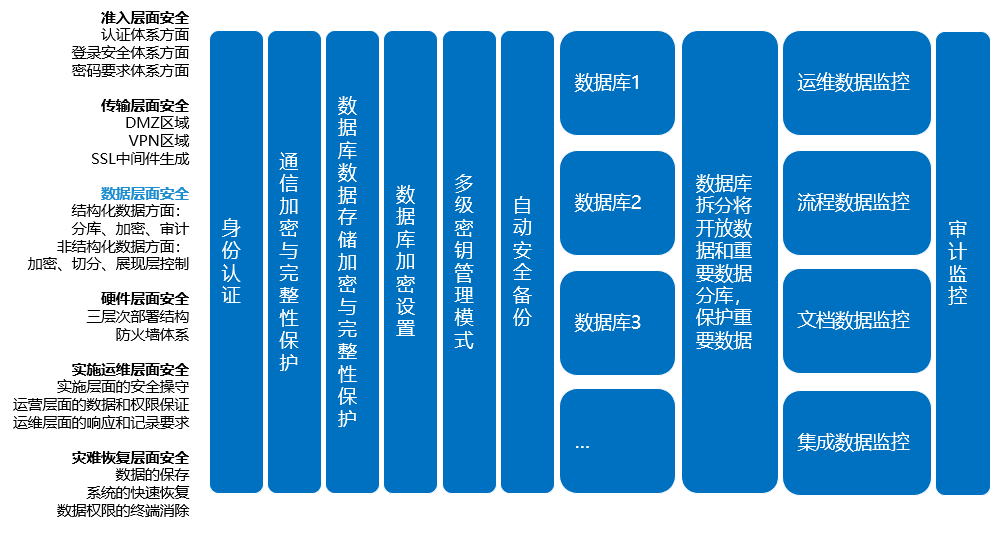 准入层面安全
认证体系方面
登录安全体系方面
密码要求体系方面
传输层面安全
DMZ区域
VPN区域
SSL中间件生成
数据层面安全
结构化数据方面：
分库、加密、审计
非结构化数据方面：
加密、切分、展现层控制
硬件层面安全
三层次部署结构
防火墙体系
实施运维层面安全
实施层面的安全操守
运营层面的数据和权限保证
运维层面的响应和记录要求
灾难恢复层面安全
数据的保存
系统的快速恢复
数据权限的终端消除
身份认证
通信加密与完整性保护
数据库数据存储加密与完整性保护
数据库加密设置
多级密钥管理模式
自动安全备份
数据库1
数据库2
数据库3
...
数据库
拆分将
开放数
据和重
要数据
分库，
保护重
要数据
运维数据监控
流程数据监控
文档数据监控
集成数据监控
审计监控